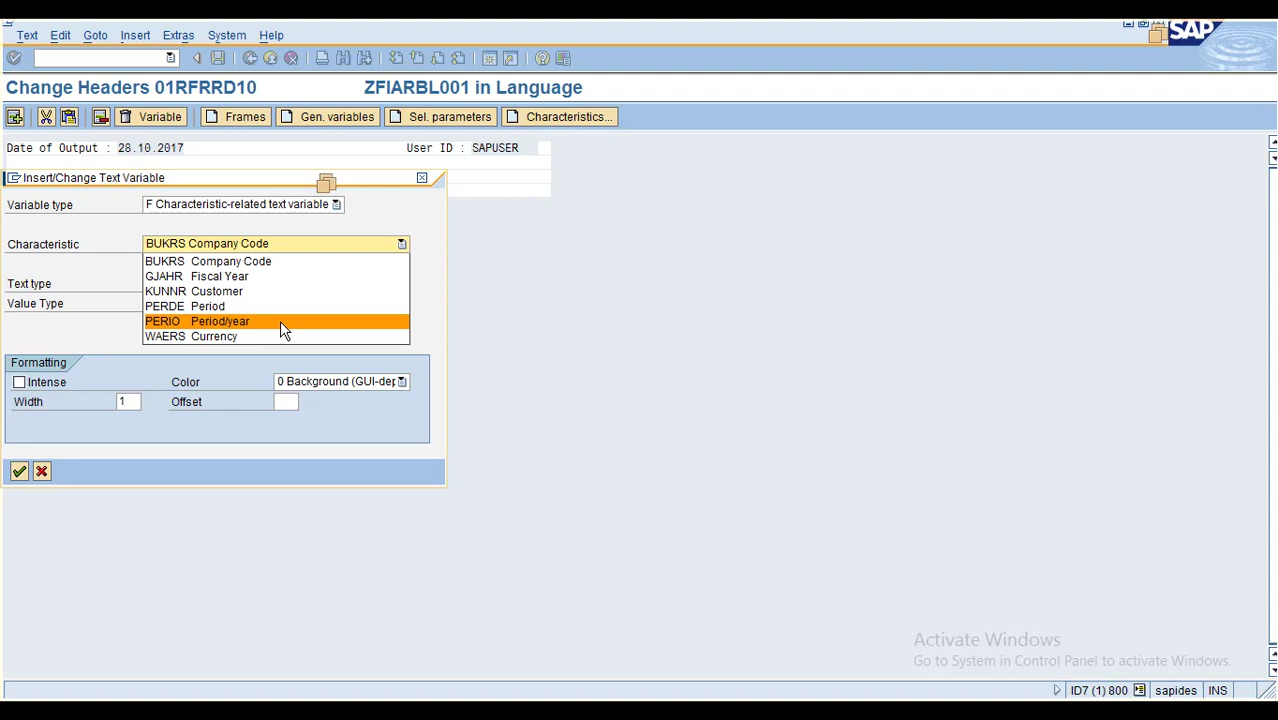 Text Edit Goto Insert Extras System Help
SAP
Change Headers 01RFRRD10 ZFIARBL001 in Language
Variable Frames Gen. variables Sel. parameters Characteristics...
Date of Output : 28.10.2017 User ID : SAPUSER
Insert/Change Text Variable
Variable type F Characteristic-related text variable
Characteristic BUKRS Company Code
BUKRS Company Code
GJAHR Fiscal Year
KUNNR Customer
PERDE Period
PERIO Period/year
WAERS Currency
Text type
Value Type
Formatting
Intense Color 0 Background (GUI-dep
Width 1 Offset
Activate Windows
Go to System in Control Panel to activate Windows.
ID7 (1) 800 sapides INS